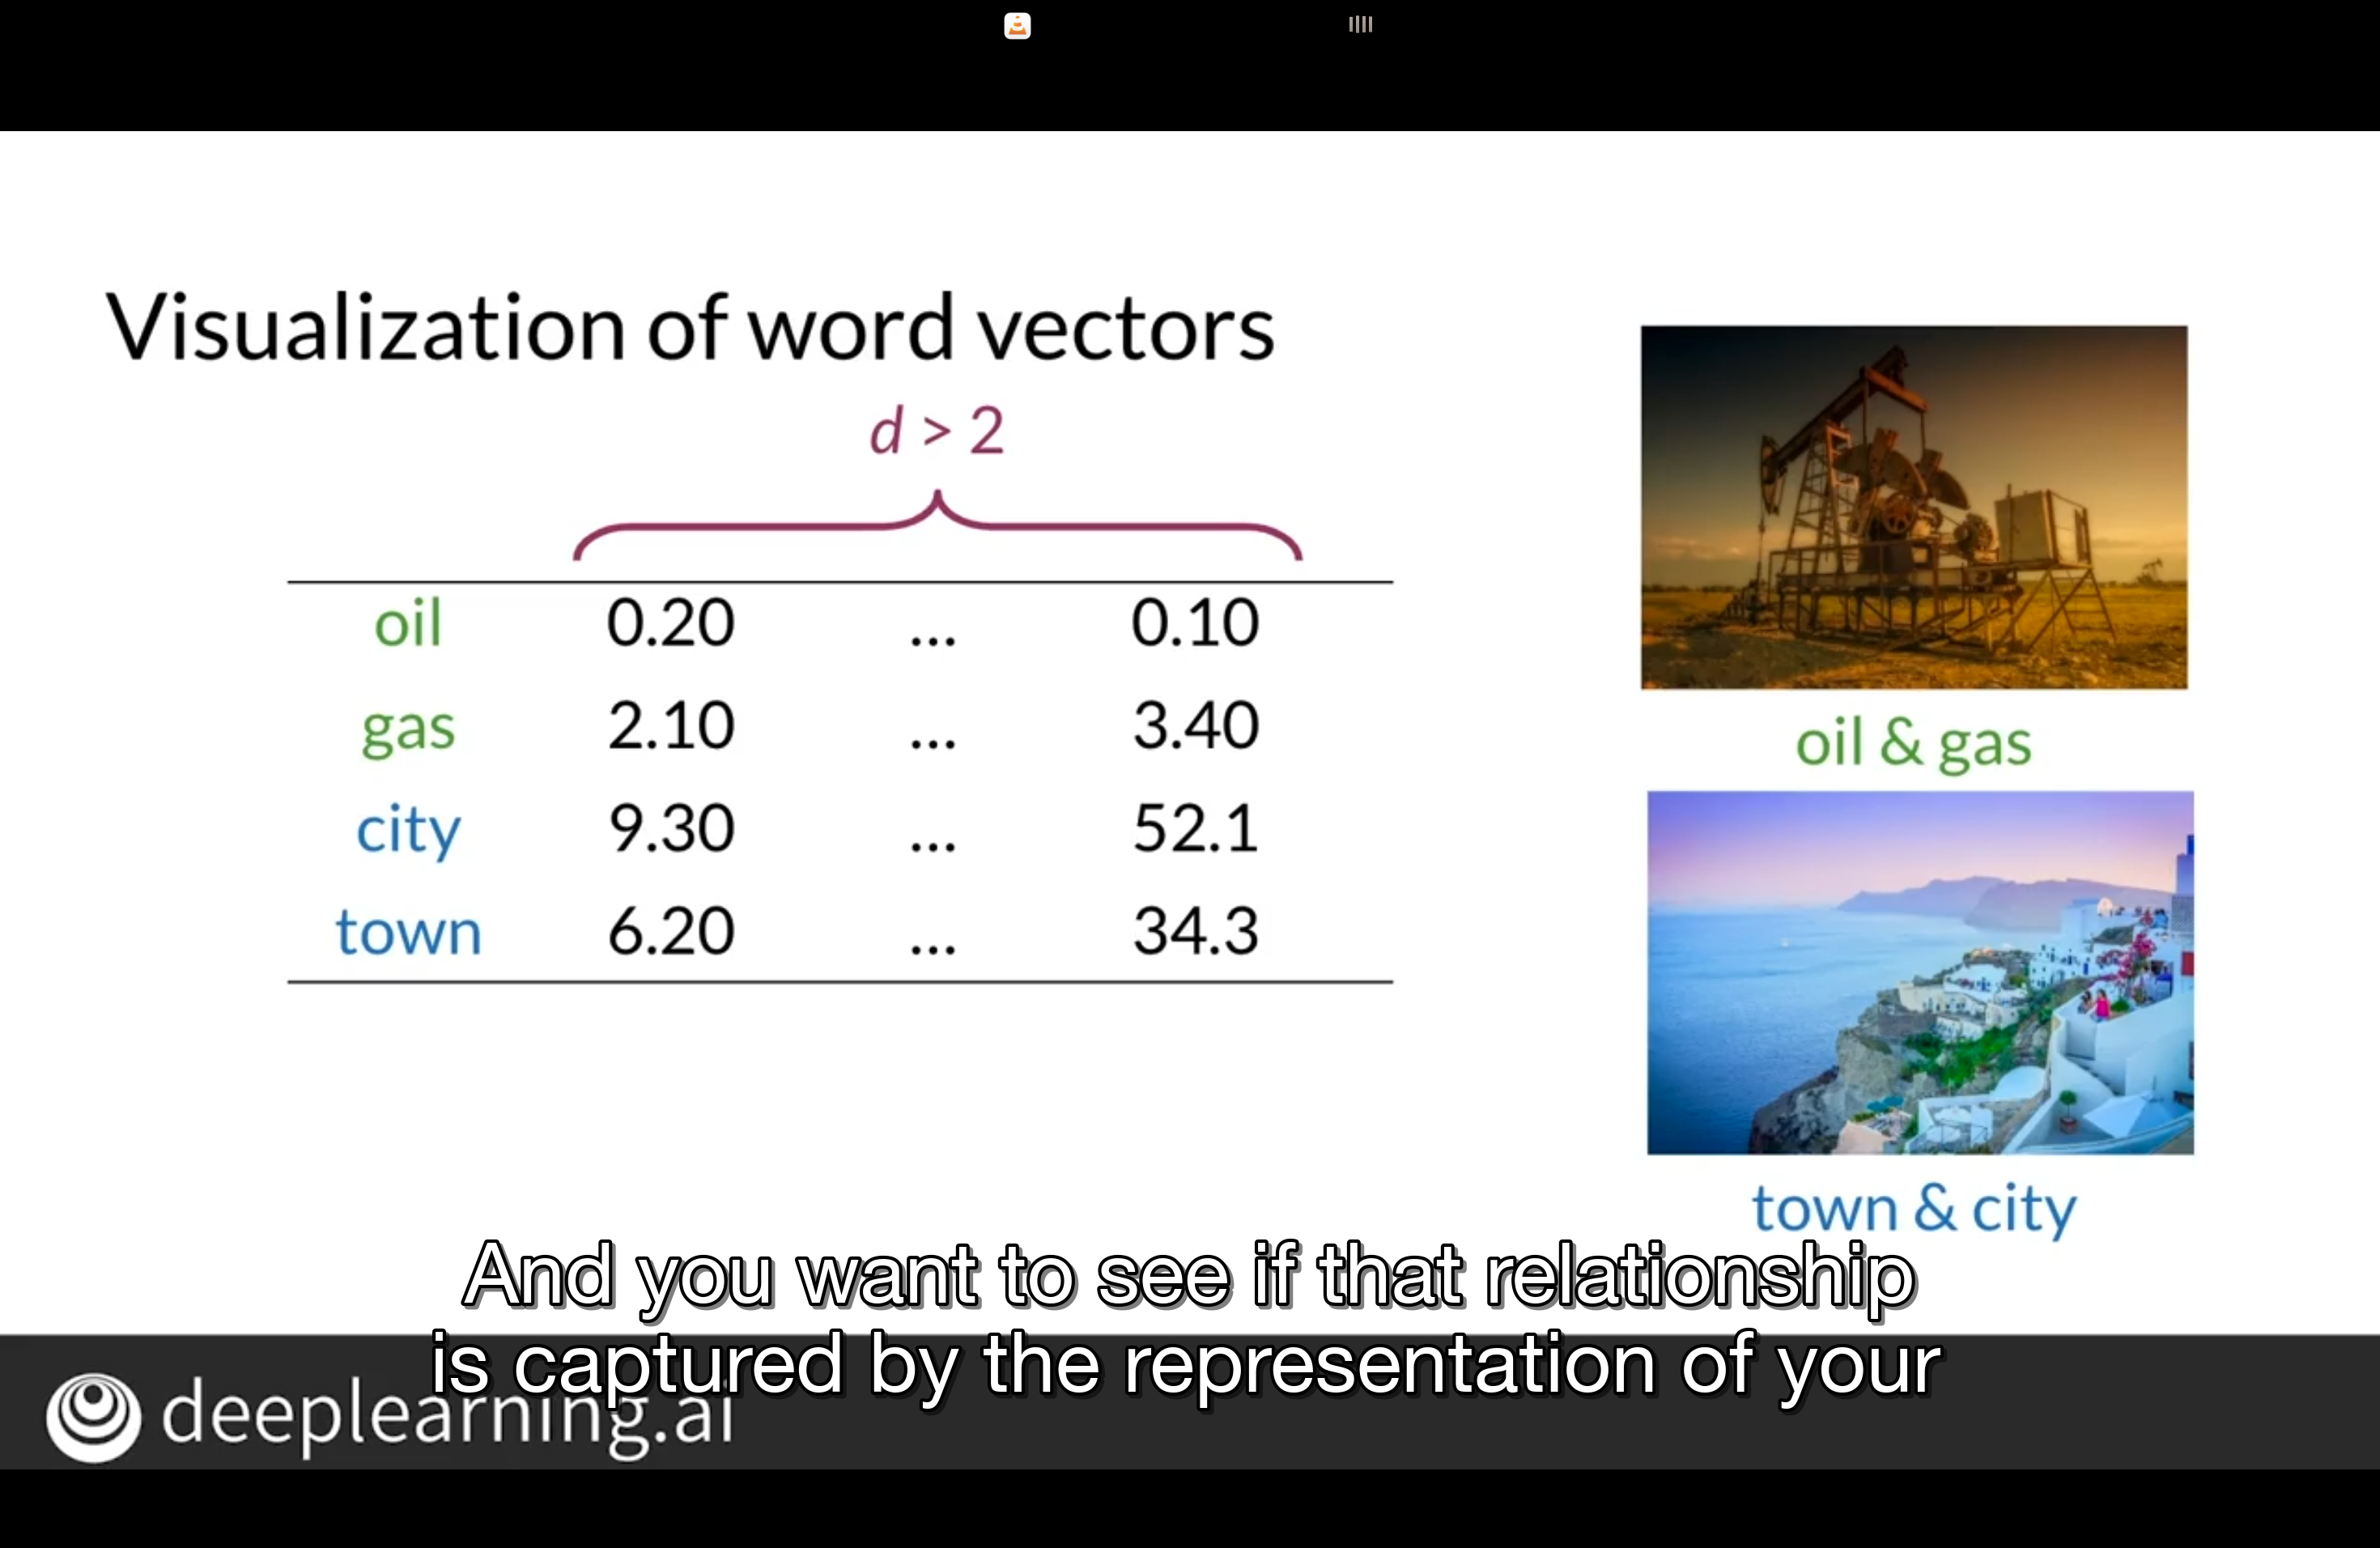 Visualization of word vectors
d > 2
oil 0.20 ... 0.10
gas 2.10 ... 3.40
city 9.30 ... 52.1
town 6.20 ... 34.3
oil & gas
town & city
And you want to see if that relationship
is captured by the representation of your
deeplearning.ai